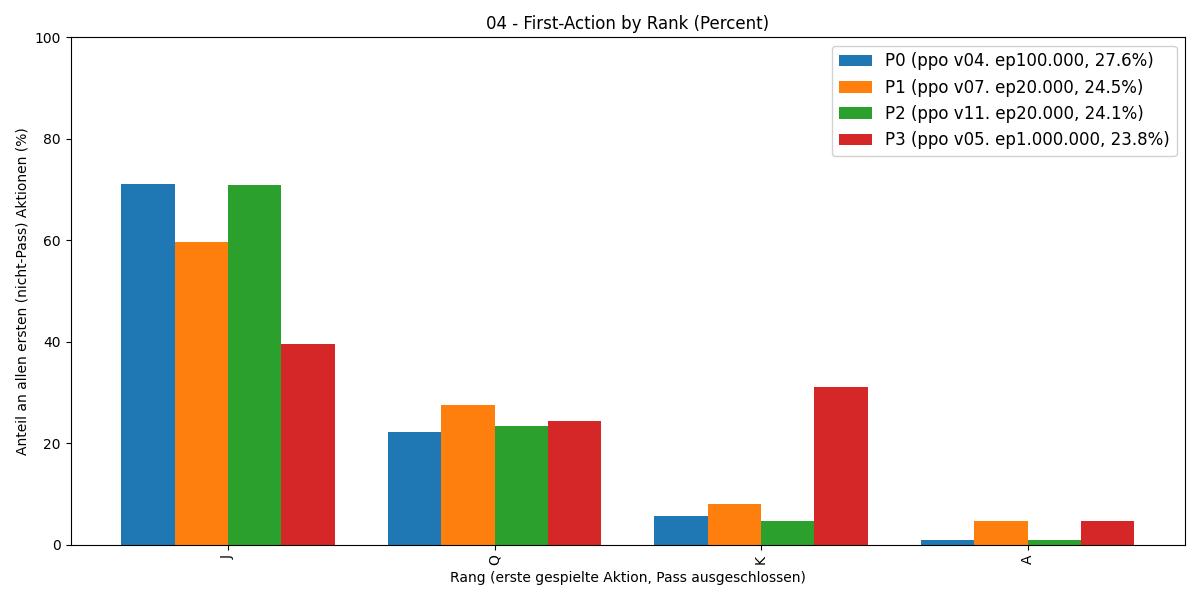 04 - First-Action by Rank (Percent)
Anteil an allen ersten (nicht-Pass) Aktionen (%)
100
80
60
40
20
0
P0 (ppo v04. ep100.000, 27.6%)
P1 (ppo v07. ep20.000, 24.5%)
P2 (ppo v11. ep20.000, 24.1%)
P3 (ppo v05. ep1.000.000, 23.8%)
J
Q
K
A
Rang (erste gespielte Aktion, Pass ausgeschlossen)